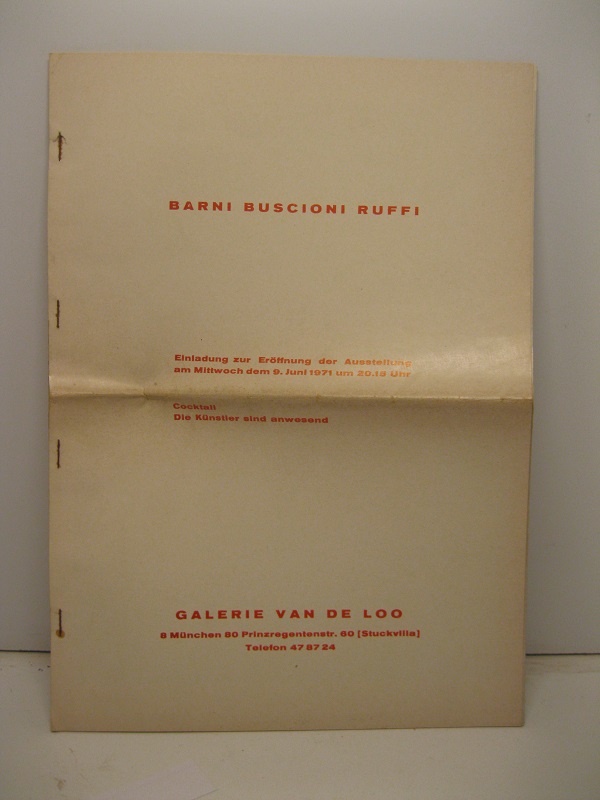 BARNI BUSCIONI RUFFI
Einladung zur Eröffnung der Ausstellung
am Mittwoch dem 9. Juni 1971 um 20.15 Uhr
Cocktail
Die Künstler sind anwesend
GALERIE VAN DE LOO
8 München 80 Prinzregentenstr. 60 [Stuckvilla]
Telefon 47 87 24